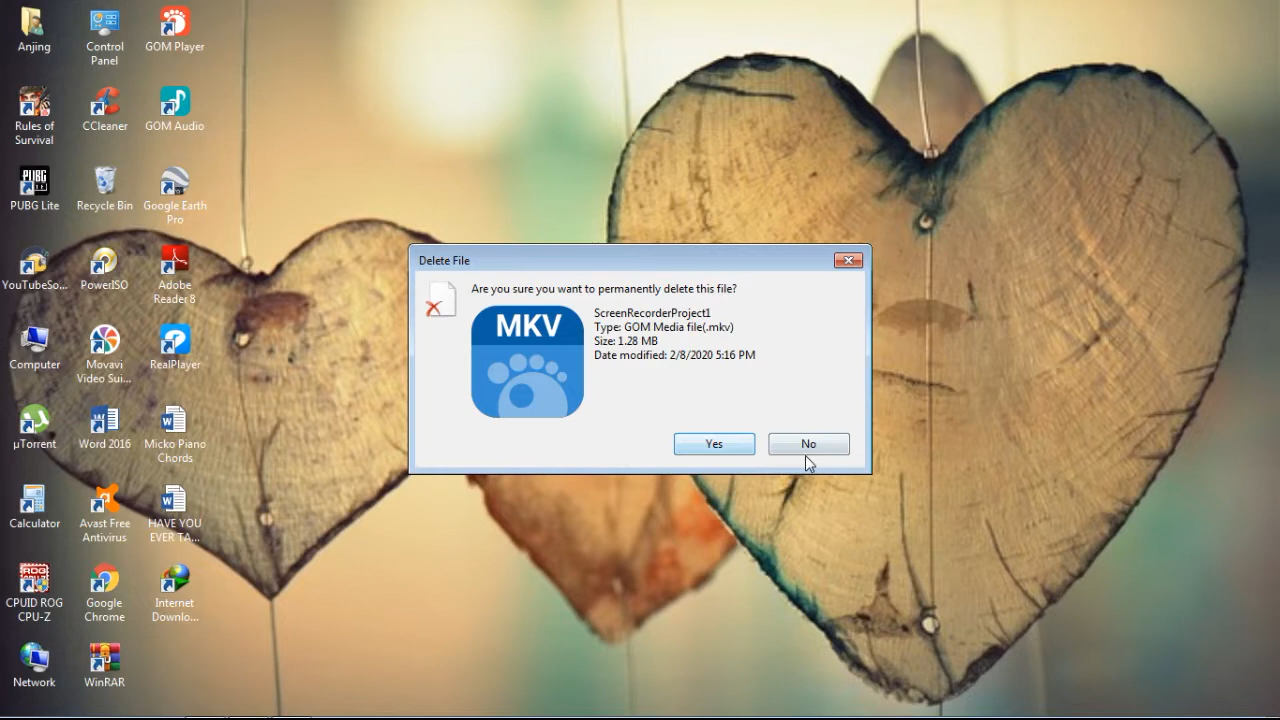 Anjing
Control
Panel
GOM Player
Rules of
Survival
CCleaner
GOM Audio
PUBG
PUBG Lite
Recycle Bin
Google Earth
Pro
YouTubeSo...
PowerISO
Adobe
Reader 8
Computer
Movavi
Video Sui...
RealPlayer
µTorrent
Word 2016
Micko Piano
Chords
Calculator
Avast Free
Antivirus
HAVE YOU
EVER TA...
CPUID ROG
CPU-Z
Google
Chrome
Internet
Downlo...
Network
WinRAR
Delete File
Are you sure you want to permanently delete this file?
MKV
ScreenRecorderProject1
Type: GOM Media file(.mkv)
Size: 1.28 MB
Date modified: 2/8/2020 5:16 PM
Yes
No